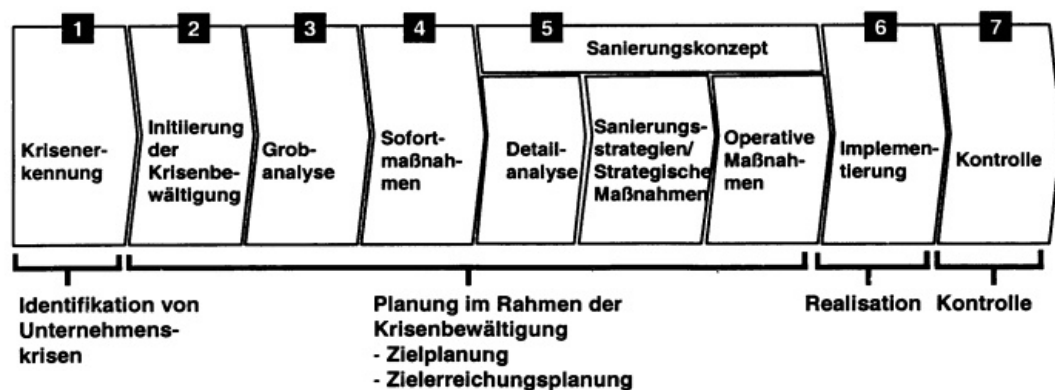 1
2
3
4
5
6
7
Sanierungskonzept
Krisener-
kennung
Initiierung
der
Krisenbe-
wältigung
Grob-
analyse
Sofort-
maßnah-
men
Detail-
analyse
Sanierungs-
strategien/
Strategische
Maßnahmen
Operative
Maßnah-
men
Implemen-
tierung
Kontrolle
Identifikation von
Unternehmens-
krisen
Planung im Rahmen der
Krisenbewältigung
- Zielplanung
- Zielerreichungsplanung
Realisation
Kontrolle